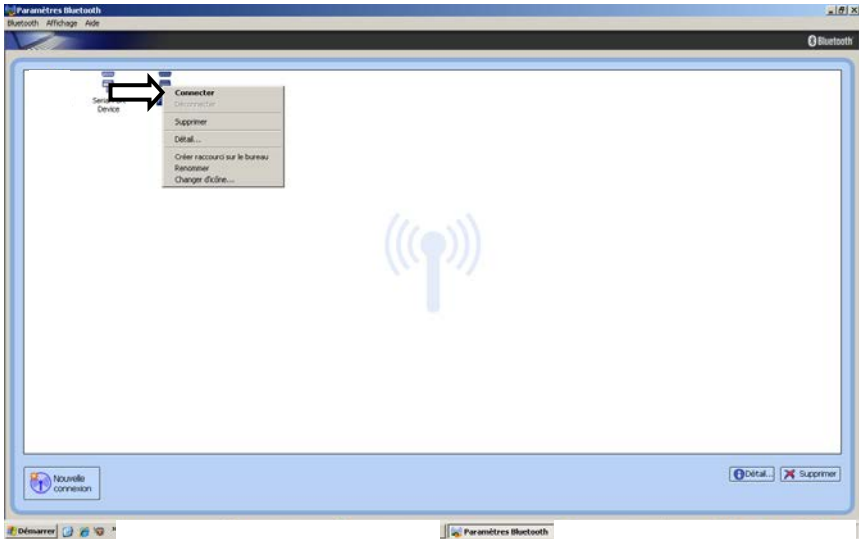 Paramètres Bluetooth
Bluetooth Affichage Aide
Bluetooth
Device
Connecter
Déconnecter
Supprimer
Détail...
Créer raccourci sur le bureau
Renommer
Changer d'icône...
Nouvelle
connexion
Détail...
Supprimer
Démarrer
Paramètres Bluetooth